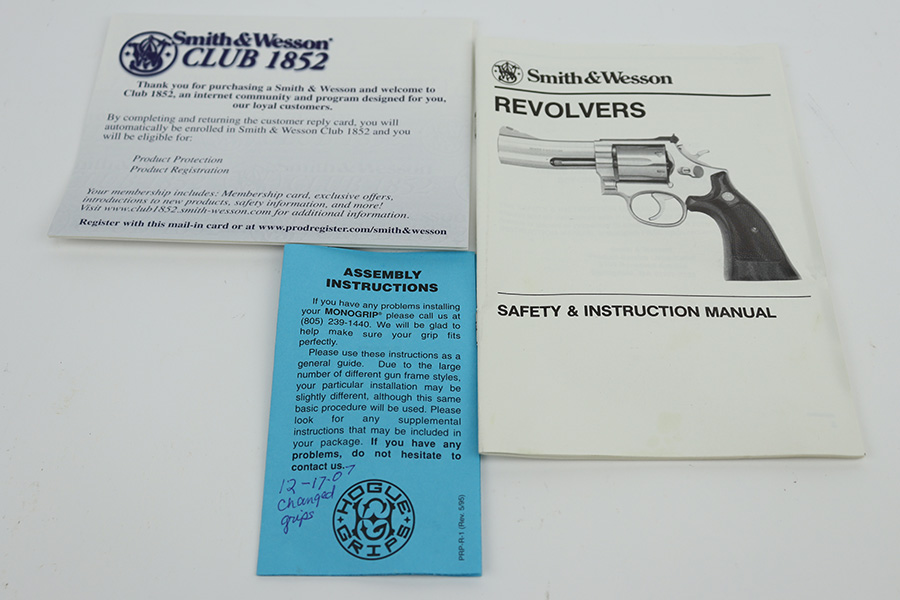 Smith & Wesson®
CLUB 1852
Thank you for purchasing a Smith & Wesson and welcome to
Club 1852, an internet community and program designed for you,
our loyal customers.
By completing and returning the customer reply card, you will
automatically be enrolled in Smith & Wesson Club 1852 and you
will be eligible for:
Product Protection
Product Registration
Your membership includes: Membership card, exclusive offers,
introductions to new products, safety information, and more!
Visit www.club1852.smith-wesson.com for additional information.
Register with this mail-in card or at www.prodregister.com/smith&wesson
Smith & Wesson
REVOLVERS
SAFETY & INSTRUCTION MANUAL
ASSEMBLY
INSTRUCTIONS
If you have any problems installing
your MONOGRIP® please call us at
(805) 239-1440. We will be glad to
help make sure your grip fits
perfectly.
Please use these instructions as a
general guide. Due to the large
number of different gun frame styles,
your particular installation may be
slightly different, although this same
basic procedure will be used. Please
look for any supplemental
instructions that may be included in
your package. If you have any
problems, do not hesitate to
contact us.
12-17-07
changed
grips
HOGUE
GRIPS
PRP-R-1 (Rev. 5/95)